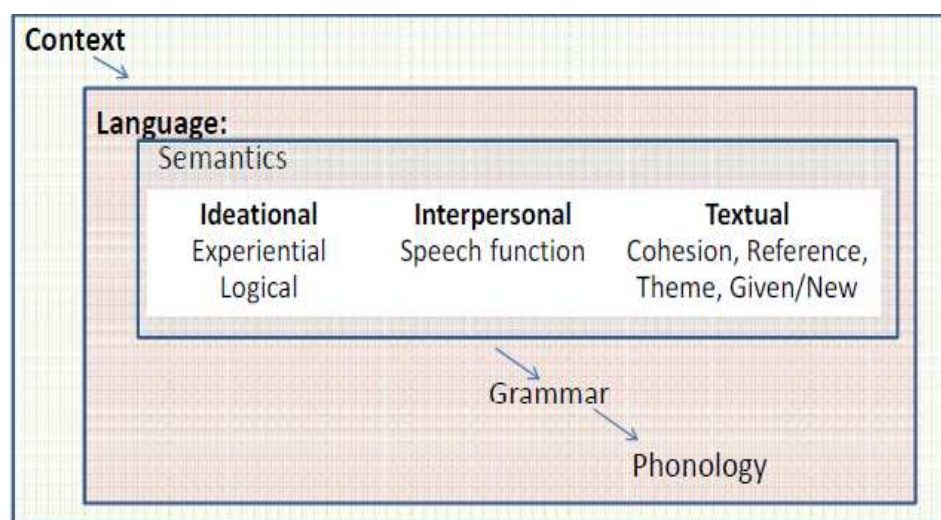 Context
Language:
Semantics
Ideational
Experiential
Logical
Interpersonal
Speech function
Textual
Cohesion, Reference,
Theme, Given/New
Grammar
Phonology